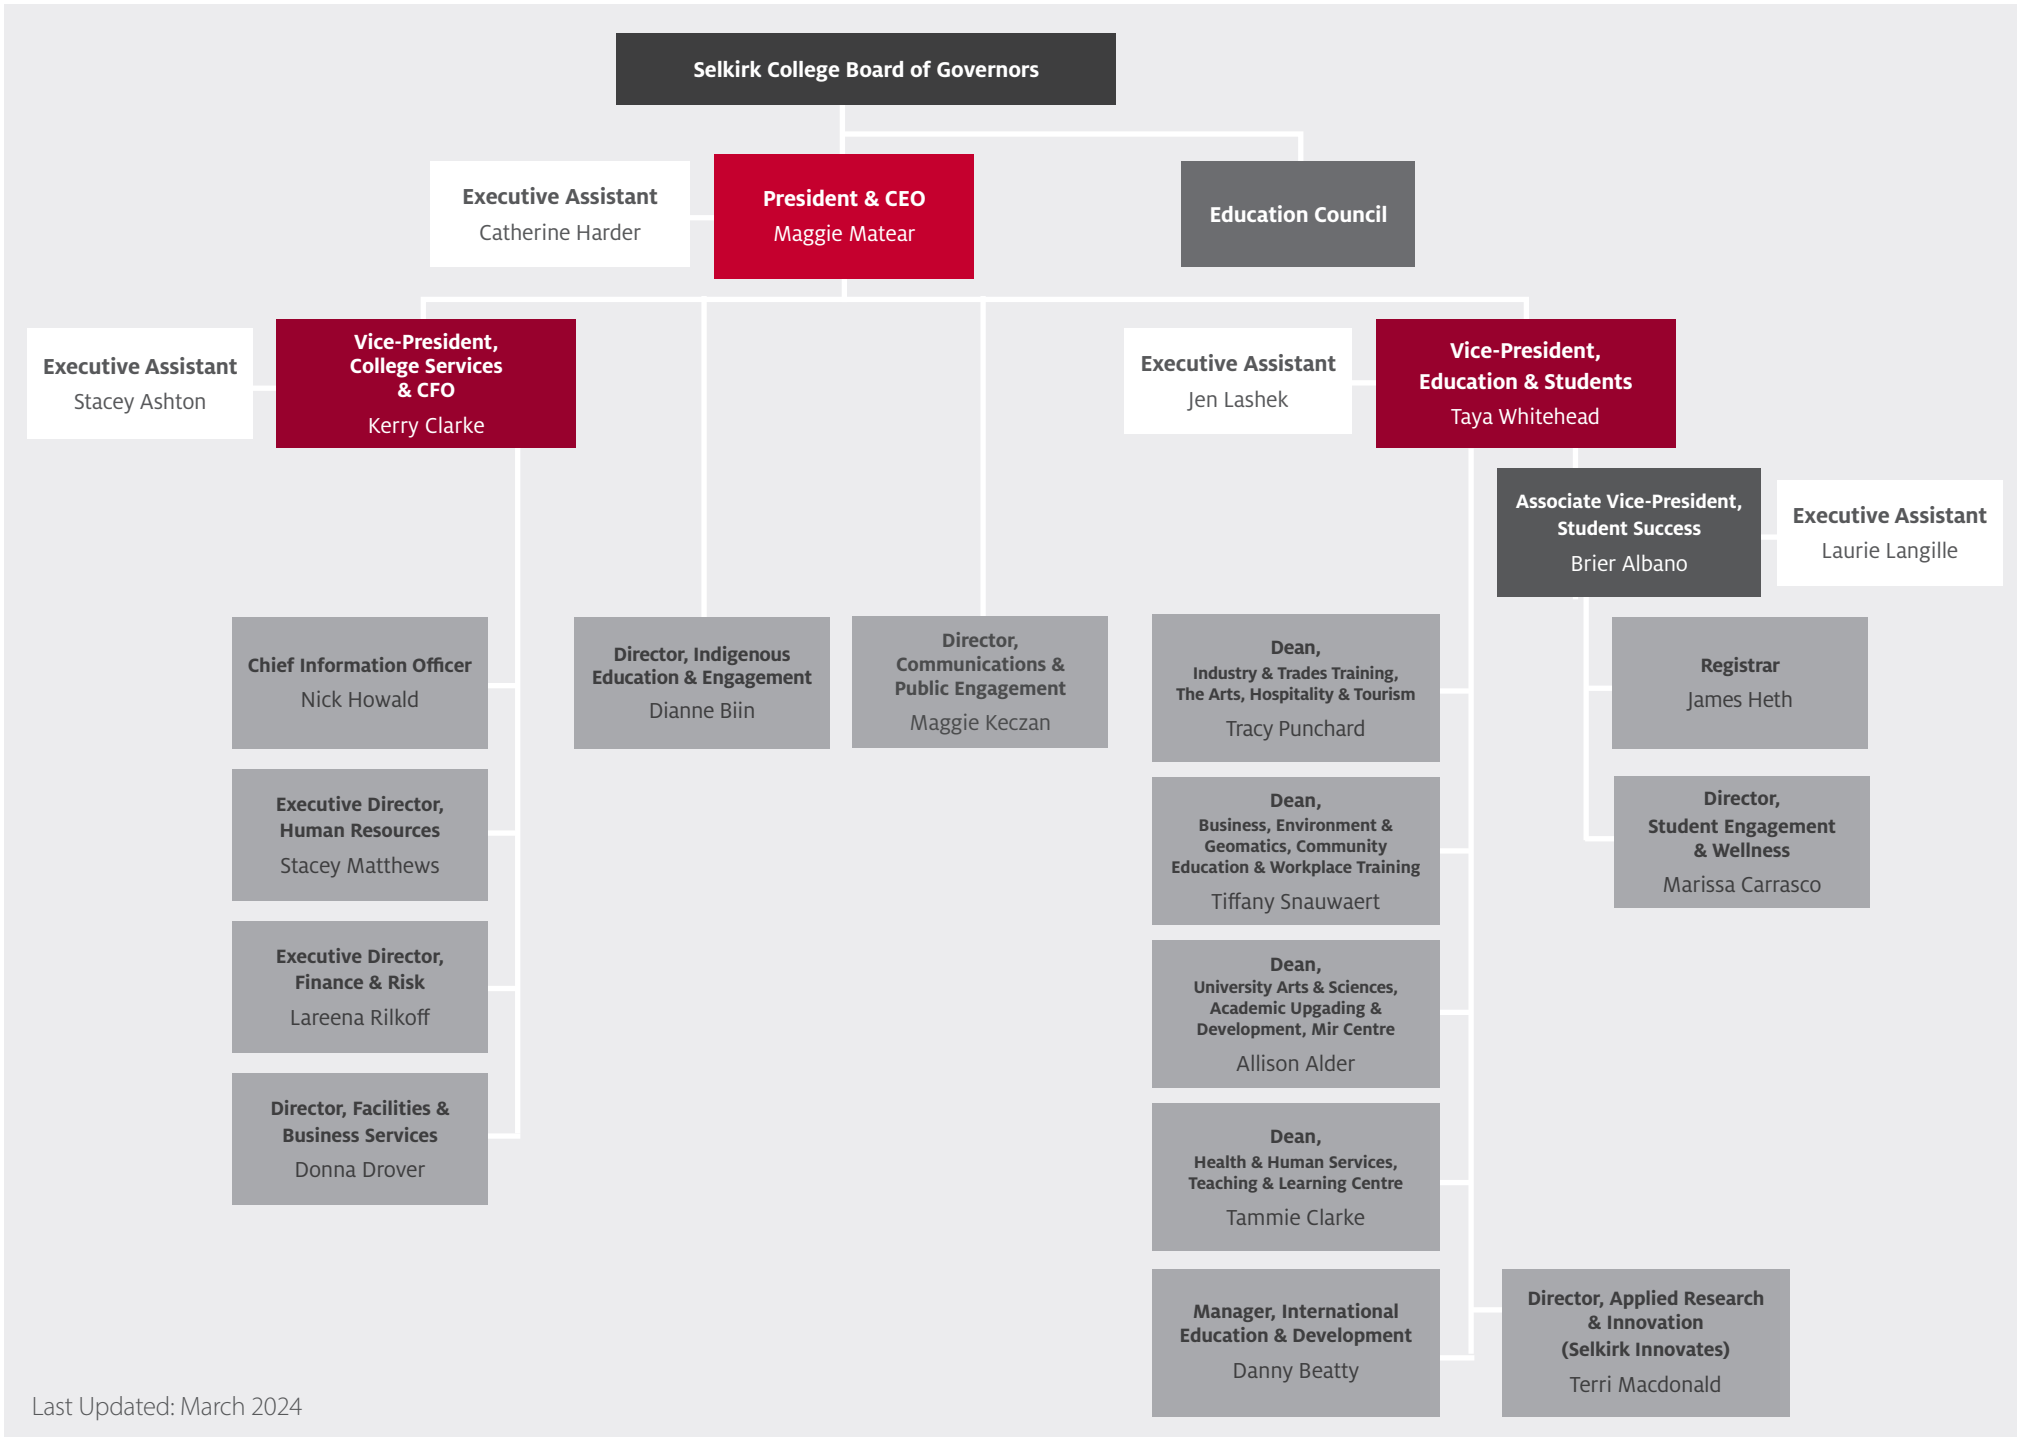 Selkirk College Board of Governors
Executive Assistant
Catherine Harder
President & CEO
Maggie Matear
Education Council
Executive Assistant
Stacey Ashton
Vice-President,
College Services
& CFO
Kerry Clarke
Executive Assistant
Jen Lashek
Vice-President,
Education & Students
Taya Whitehead
Associate Vice-President,
Student Success
Brier Albano
Executive Assistant
Laurie Langille
Chief Information Officer
Nick Howald
Director, Indigenous
Education & Engagement
Dianne Biin
Director,
Communications &
Public Engagement
Maggie Keczan
Dean,
Industry & Trades Training,
The Arts, Hospitality & Tourism
Tracy Punchard
Registrar
James Heth
Executive Director,
Human Resources
Stacey Matthews
Dean,
Business, Environment &
Geomatics, Community
Education & Workplace Training
Tiffany Snauwaert
Director,
Student Engagement
& Wellness
Marissa Carrasco
Executive Director,
Finance & Risk
Lareena Rilkoff
Dean,
University Arts & Sciences,
Academic Upgading &
Development, Mir Centre
Allison Alder
Director, Facilities &
Business Services
Donna Drover
Dean,
Health & Human Services,
Teaching & Learning Centre
Tammie Clarke
Manager, International
Education & Development
Danny Beatty
Director, Applied Research
& Innovation
(Selkirk Innovates)
Terri Macdonald
Last Updated: March 2024